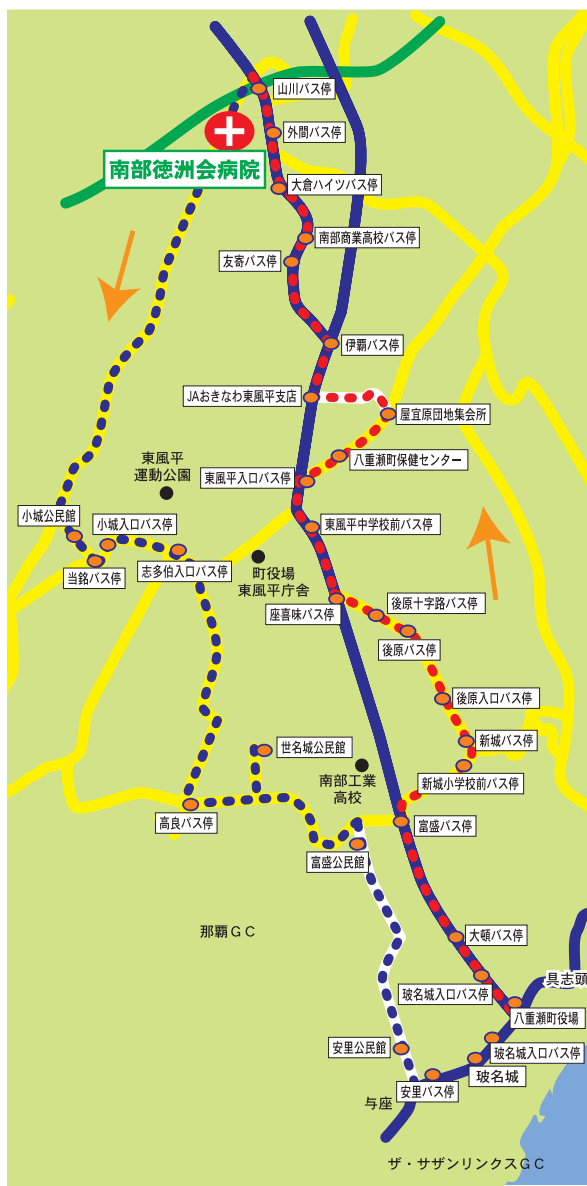 山川バス停
外間バス停
南部徳洲会病院
大倉ハイツバス停
南部商業高校バス停
友寄バス停
伊覇バス停
JAおきなわ東風平支店
屋宜原団地集会所
八重瀬町保健センター
東風平
運動公園
東風平入口バス停
小城公民館
小城入口バス停
東風平中学校前バス停
当銘バス停
志多伯入口バス停
町役場
東風平庁舎
座喜味バス停
後原十字路バス停
後原バス停
後原入口バス停
世名城公民館
新城バス停
南部工業
高校
新城小学校前バス停
高良バス停
富盛バス停
富盛公民館
那覇GC
大頓バス停
具志頭
玻名城入口バス停
八重瀬町役場
安里公民館
玻名城入口バス停
玻名城
安里バス停
与座
ザ・サザンリンクスGC